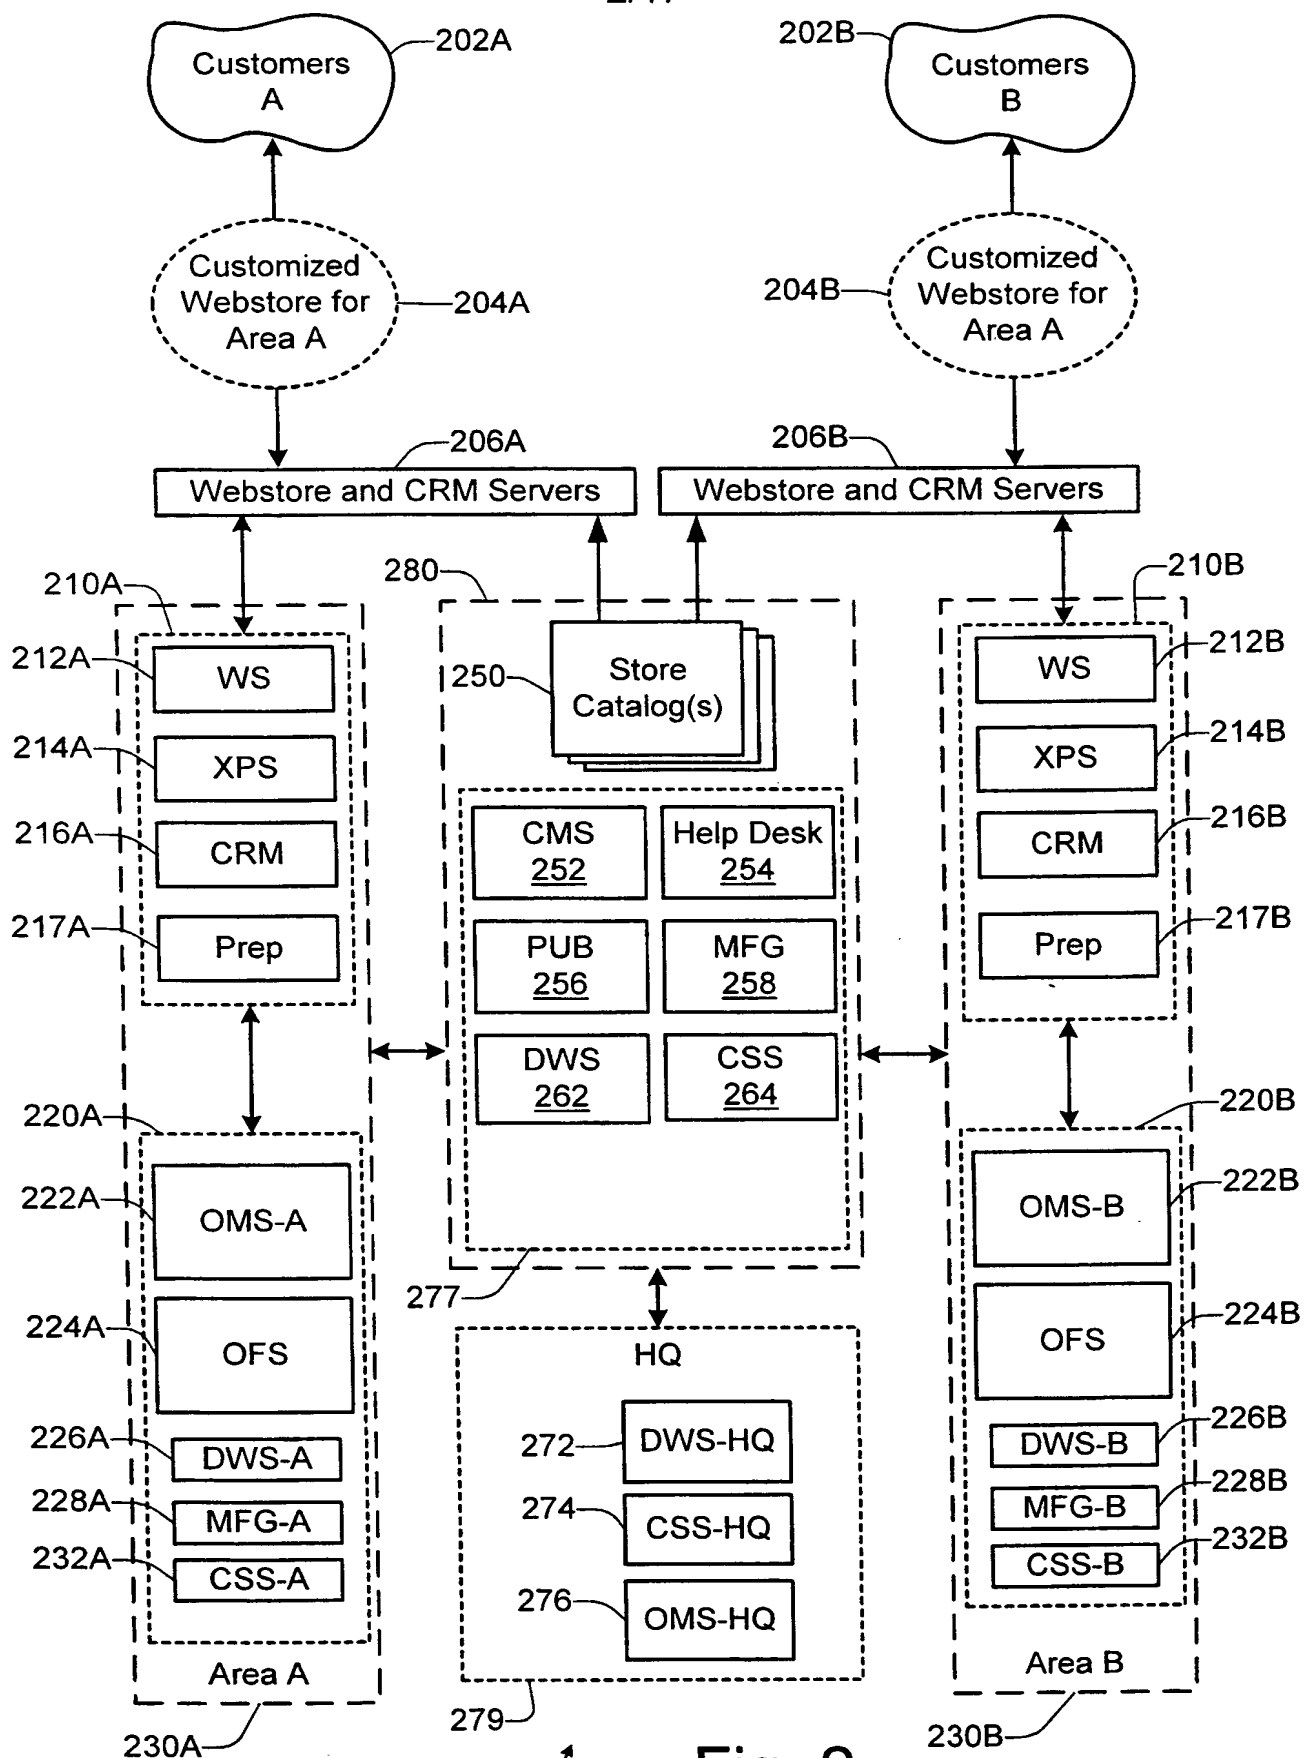 202A
Customers
A
202B
Customers
B
Customized
Webstore for
Area A
204A
204B
Customized
Webstore for
Area A
206A
206B
Webstore and CRM Servers
Webstore and CRM Servers
210A
280
210B
212A
WS
250
Store
Catalog(s)
WS
212B
214A
XPS
XPS
214B
216A
CRM
CMS
252
Help Desk
254
CRM
216B
217A
Prep
PUB
256
MFG
258
Prep
217B
DWS
262
CSS
264
220A
220B
222A
OMS-A
OMS-B
222B
277
224A
OFS
HQ
OFS
224B
226A
DWS-A
272
DWS-HQ
DWS-B
226B
228A
MFG-A
274
CSS-HQ
MFG-B
228B
232A
CSS-A
276
OMS-HQ
CSS-B
232B
Area A
Area B
230A
279
230B